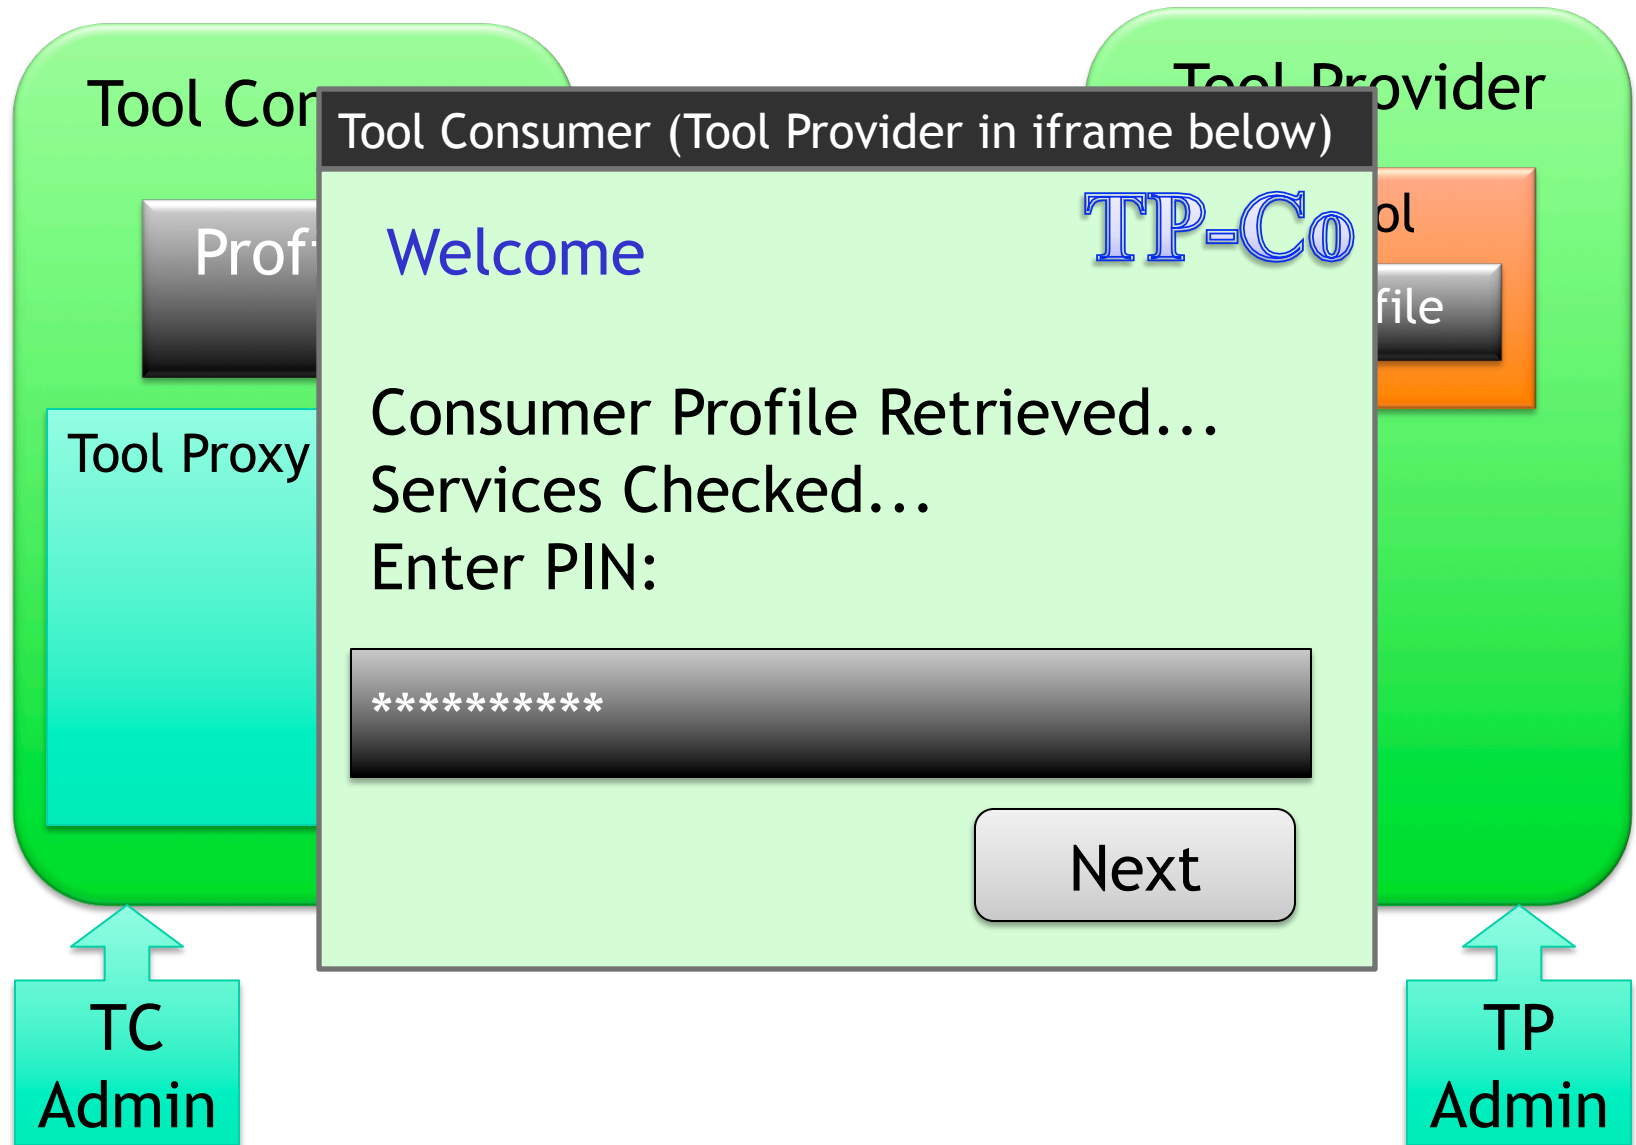 Tool Con
Tool Provider
Tool Consumer (Tool Provider in iframe below)
TP-Co
ol
Prof
Welcome
file
Consumer Profile Retrieved...
Tool Proxy
Services Checked...
Enter PIN:
**********
Next
TC
Admin
TP
Admin